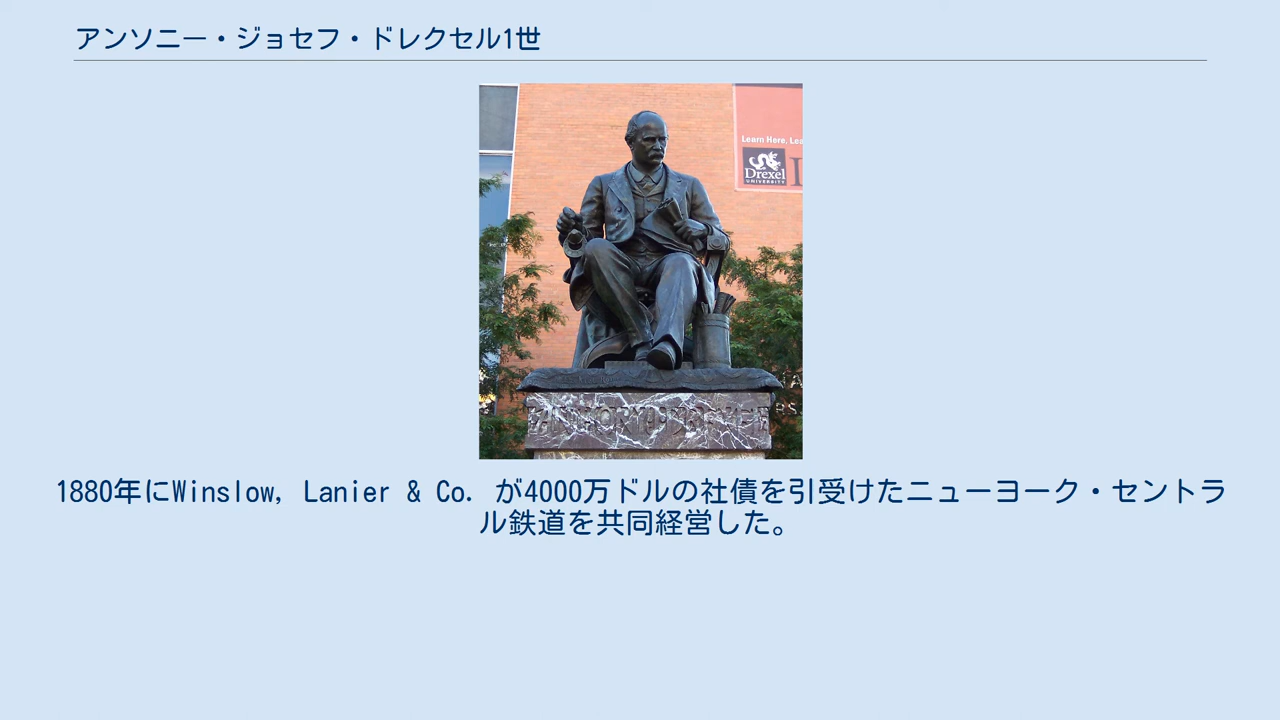 アンソニー・ジョセフ・ドレクセル1世
Learn Here, Lea
Drexel
UNIVERSITY
1880年にWinslow, Lanier & Co. が4000万ドルの社債を引受けたニューヨーク・セントラ
ル鉄道を共同経営した。